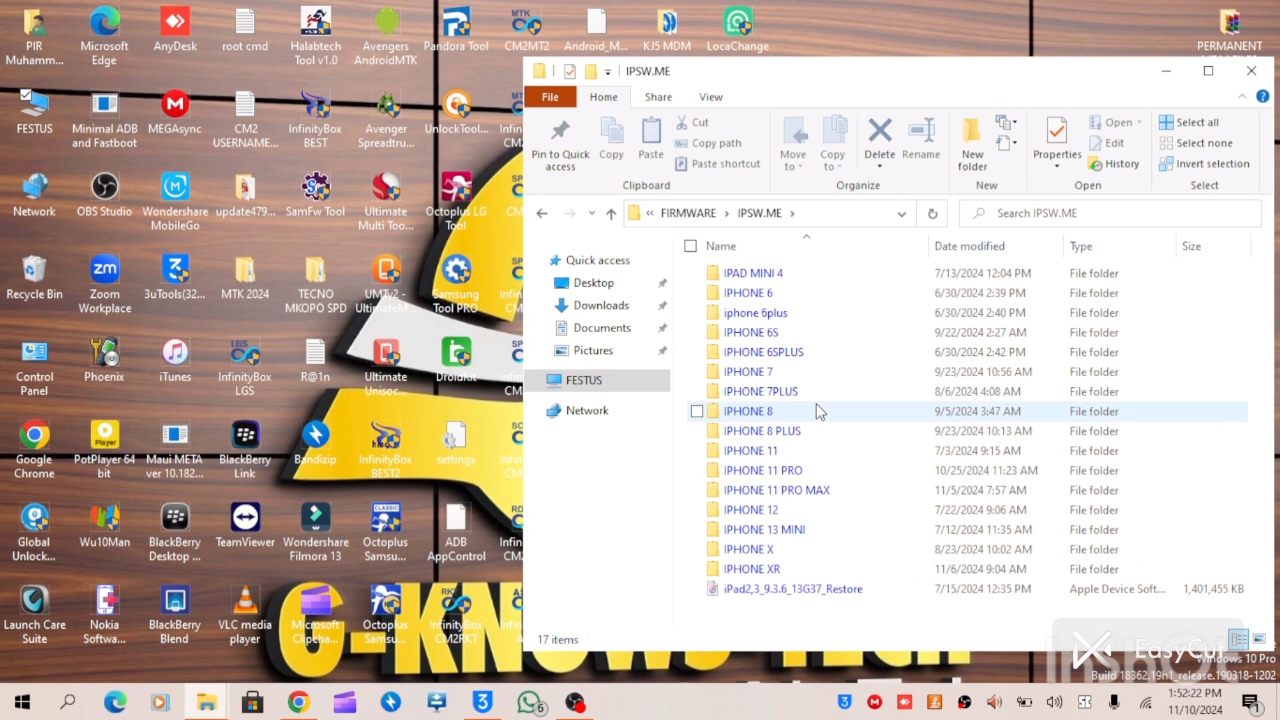 PIR Muhamm...
Microsoft Edge
AnyDesk
root cmd
Halabtech Tool v1.0
Avengers AndroidMTK
Pandora Tool
CM2MT2
Android_M...
KJ5 MDM
LocaChange
PERMANENT
FESTUS
Minimal ADB and Fastboot
MEGAsync
CM2 USERNAME...
InfinityBox BEST
Avenger Spreadtru...
UnlockTool...
Network
OBS Studio
Wondershare MobileGo
update479...
SamFw Tool
Ultimate Multi Too...
Octoplus LG Tool
Recycle Bin
Zoom Workplace
3uTools(32...
MTK 2024
TECNO MKOPO SPD
UMTv2 - UltimateM...
Samsung Tool PRO
Control Panel
Phoenix
iTunes
InfinityBox LGS
R@1n
Ultimate Unisoc...
DroidKit
Google Chrome
PotPlayer 64 bit
Maui META ver 10.182...
BlackBerry Link
Bandizip
InfinityBox BEST2
settings
Global Unlock...
Wu10Man
BlackBerry Desktop ...
TeamViewer
Wondershare Filmora 13
Octoplus Samsu...
ADB AppControl
Launch Care Suite
Nokia Softwa...
BlackBerry Blend
VLC media player
Microsoft Clipcha...
Octoplus Samsu...
InfinityBox CM2RKT
G-KNOWS TECH
IPSW.ME
File
Home
Share
View
Pin to Quick access
Copy
Paste
Cut
Copy path
Paste shortcut
Clipboard
Move to
Copy to
Delete
Rename
Organize
New folder
New
Properties
Open
Edit
History
Open
Select all
Select none
Invert selection
Select
« FIRMWARE > IPSW.ME >
Search IPSW.ME
Quick access
Desktop
Downloads
Documents
Pictures
FESTUS
Network
Name Date modified Type Size
IPAD MINI 4 7/13/2024 12:04 PM File folder
IPHONE 6 6/30/2024 2:39 PM File folder
iphone 6plus 6/30/2024 2:40 PM File folder
IPHONE 6S 9/22/2024 2:27 AM File folder
IPHONE 6SPLUS 6/30/2024 2:42 PM File folder
IPHONE 7 9/23/2024 10:56 AM File folder
IPHONE 7PLUS 8/6/2024 4:08 AM File folder
IPHONE 8 9/5/2024 3:47 AM File folder
IPHONE 8 PLUS 9/23/2024 10:13 AM File folder
IPHONE 11 7/3/2024 9:15 AM File folder
IPHONE 11 PRO 10/25/2024 11:23 AM File folder
IPHONE 11 PRO MAX 11/5/2024 7:57 AM File folder
IPHONE 12 7/22/2024 9:06 AM File folder
IPHONE 13 MINI 7/12/2024 11:35 AM File folder
IPHONE X 8/23/2024 10:02 AM File folder
IPHONE XR 11/6/2024 9:04 AM File folder
iPad2,3_9.3.6_13G37_Restore 7/15/2024 12:35 PM Apple Device Soft... 1,401,455 KB
17 items
EasyCut
Windows 10 Pro
Build 18362.19h1_release.190318-1202
1:52:22 PM
11/10/2024